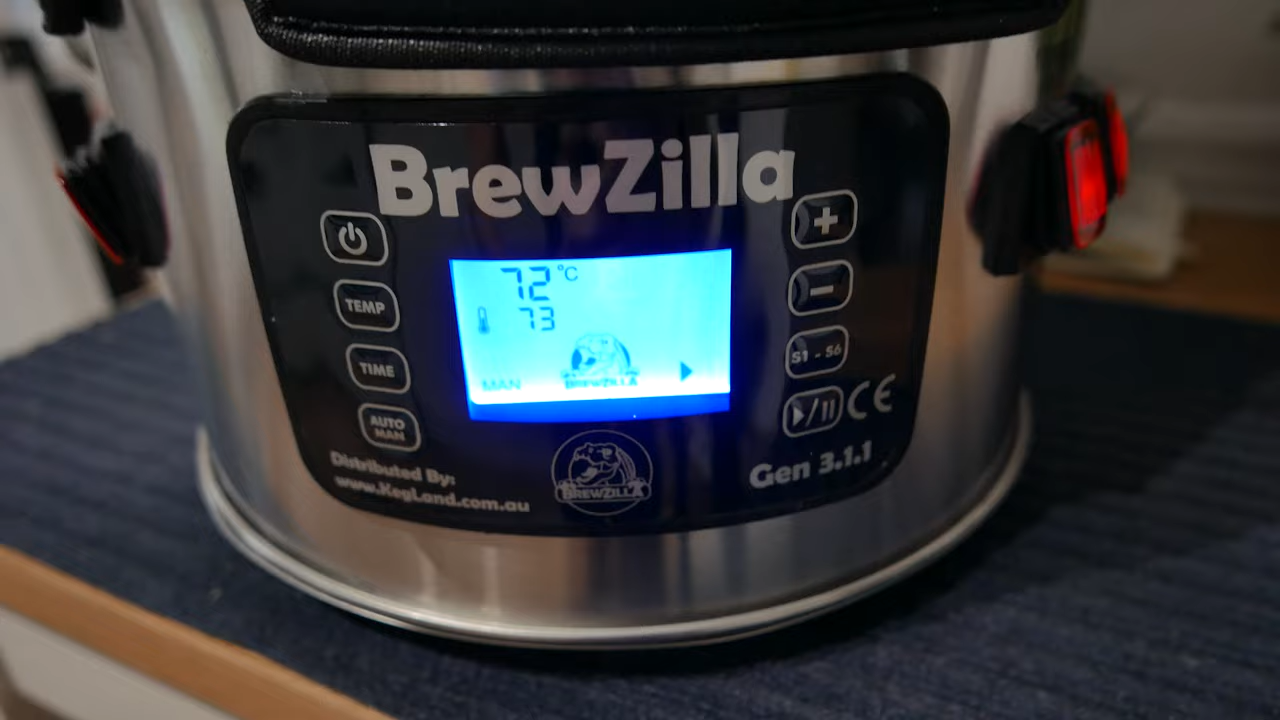 BrewZilla
TEMP
TIME
AUTO
MAN
+
-
S1 - S6
72 °C
73
MAN
BREWZILLA
Distributed By:
www.KegLand.com.au
BREWZILLA
CE
Gen 3.1.1